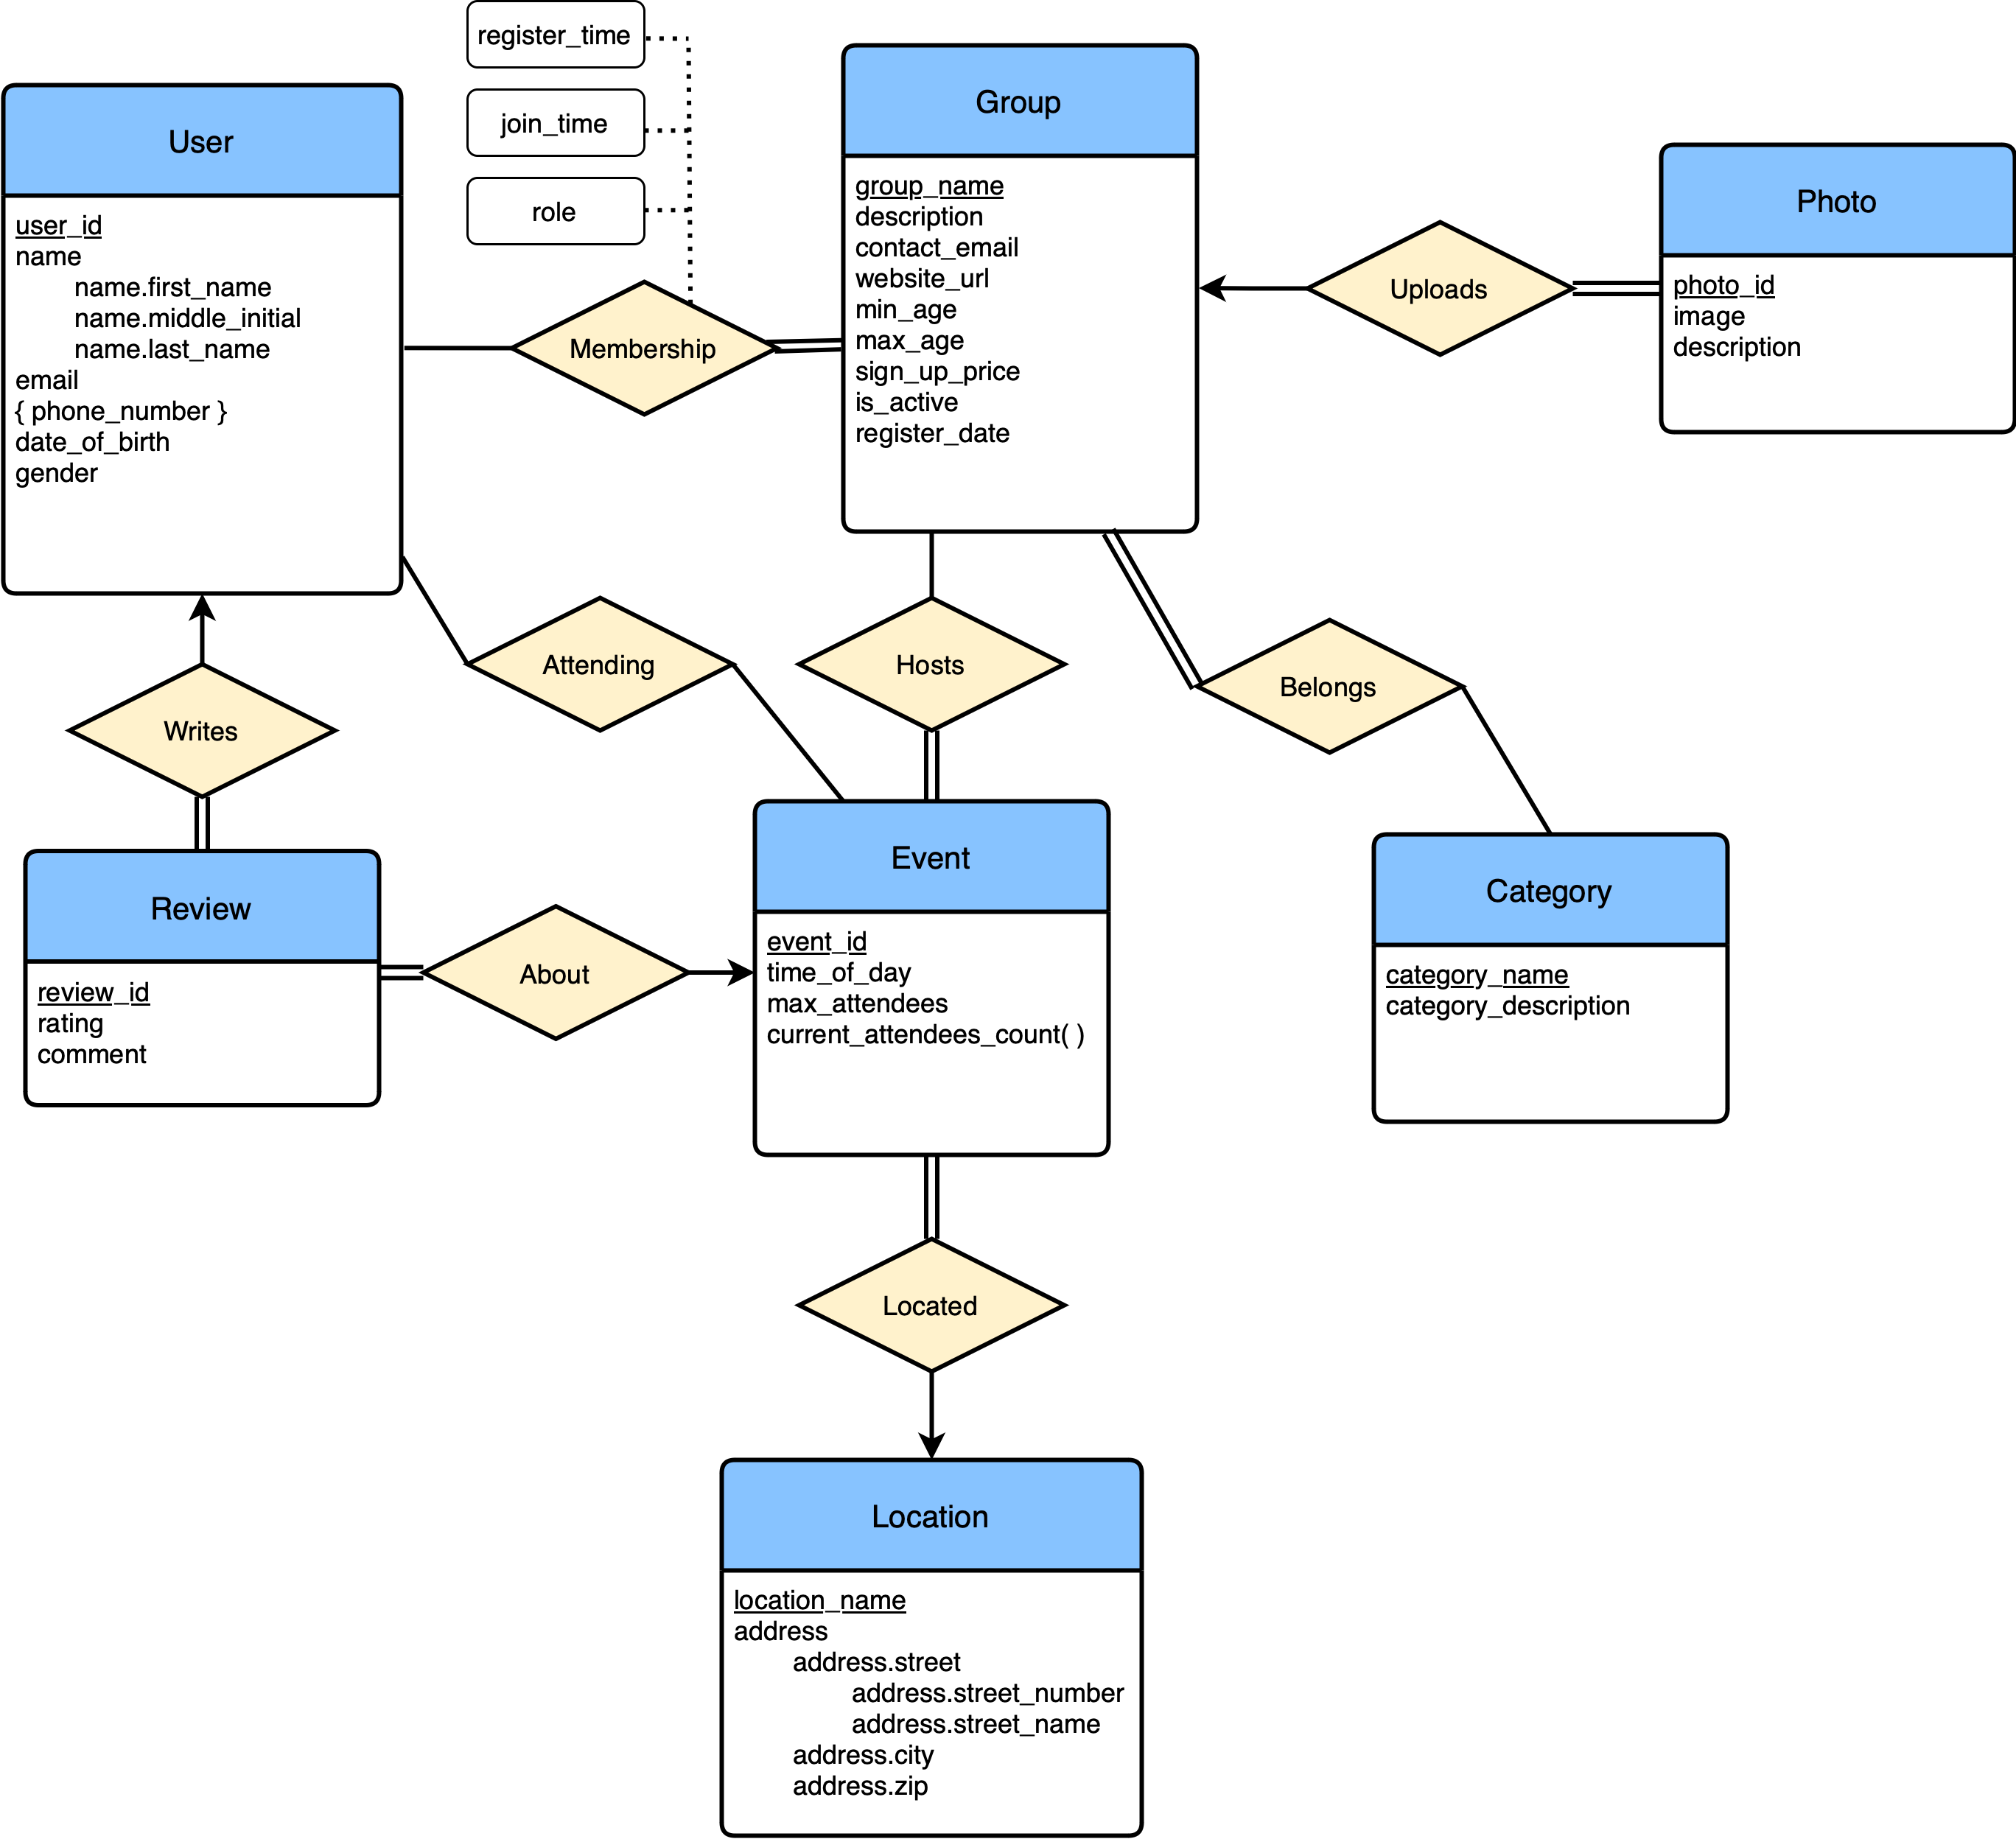 register_time
join_time
role
User
user_id
name
name.first_name
name.middle_initial
name.last_name
email
{ phone_number }
date_of_birth
gender
Membership
Group
group_name
description
contact_email
website_url
min_age
max_age
sign_up_price
is_active
register_date
Uploads
Photo
photo_id
image
description
Writes
Attending
Hosts
Belongs
Review
review_id
rating
comment
About
Event
event_id
time_of_day
max_attendees
current_attendees_count( )
Category
category_name
category_description
Located
Location
location_name
address
address.street
address.street_number
address.street_name
address.city
address.zip